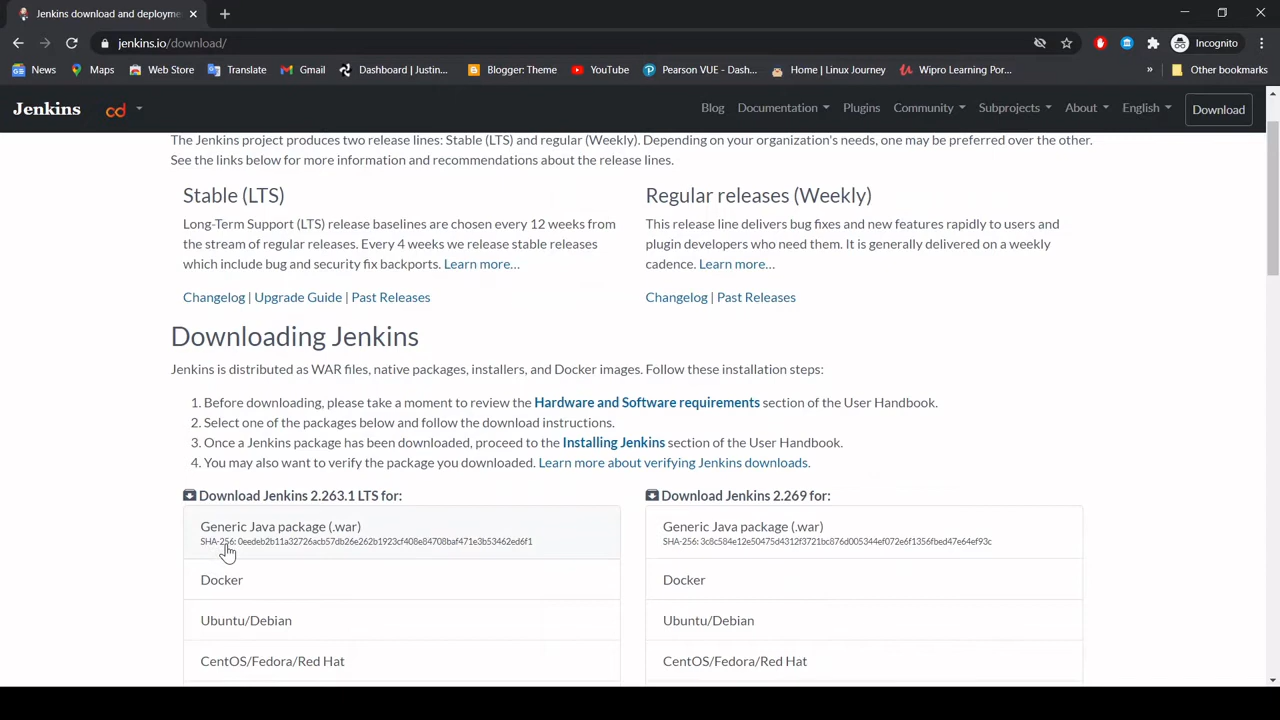 Jenkins download and deployme
jenkins.io/download/
Incognito
News
Maps
Web Store
Translate
Gmail
Dashboard | Justin...
Blogger: Theme
YouTube
Pearson VUE - Dash...
Home | Linux Journey
Wipro Learning Por...
»
Other bookmarks
Jenkins
cd
Blog
Documentation
Plugins
Community
Subprojects
About
English
Download
The Jenkins project produces two release lines: Stable (LTS) and regular (Weekly). Depending on your organization's needs, one may be preferred over the other.
See the links below for more information and recommendations about the release lines.
Stable (LTS)
Long-Term Support (LTS) release baselines are chosen every 12 weeks from
the stream of regular releases. Every 4 weeks we release stable releases
which include bug and security fix backports. Learn more...
Changelog | Upgrade Guide | Past Releases
Regular releases (Weekly)
This release line delivers bug fixes and new features rapidly to users and
plugin developers who need them. It is generally delivered on a weekly
cadence. Learn more...
Changelog | Past Releases
Downloading Jenkins
Jenkins is distributed as WAR files, native packages, installers, and Docker images. Follow these installation steps:
1. Before downloading, please take a moment to review the Hardware and Software requirements section of the User Handbook.
2. Select one of the packages below and follow the download instructions.
3. Once a Jenkins package has been downloaded, proceed to the Installing Jenkins section of the User Handbook.
4. You may also want to verify the package you downloaded. Learn more about verifying Jenkins downloads.
Download Jenkins 2.263.1 LTS for:
Generic Java package (.war)
SHA-256: 0eedeb2b11a32726acb57db26e262b1923cf408e84708baf471e3b53462ed6f1
Docker
Ubuntu/Debian
CentOS/Fedora/Red Hat
Download Jenkins 2.269 for:
Generic Java package (.war)
SHA-256: 3c8c584e12e50475d4312f3721bc876d005344ef072e6f1356fbed47e64ef93c
Docker
Ubuntu/Debian
CentOS/Fedora/Red Hat